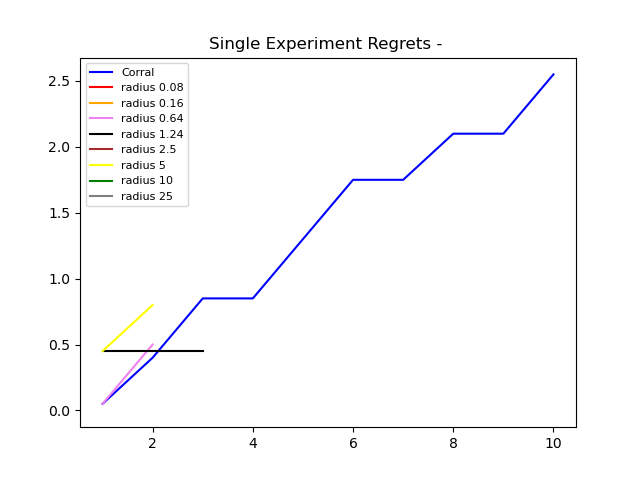 Single Experiment Regrets -
Corral
radius 0.08
radius 0.16
radius 0.64
radius 1.24
radius 2.5
radius 5
radius 10
radius 25
2.5
2.0
1.5
1.0
0.5
0.0
2 4 6 8 10